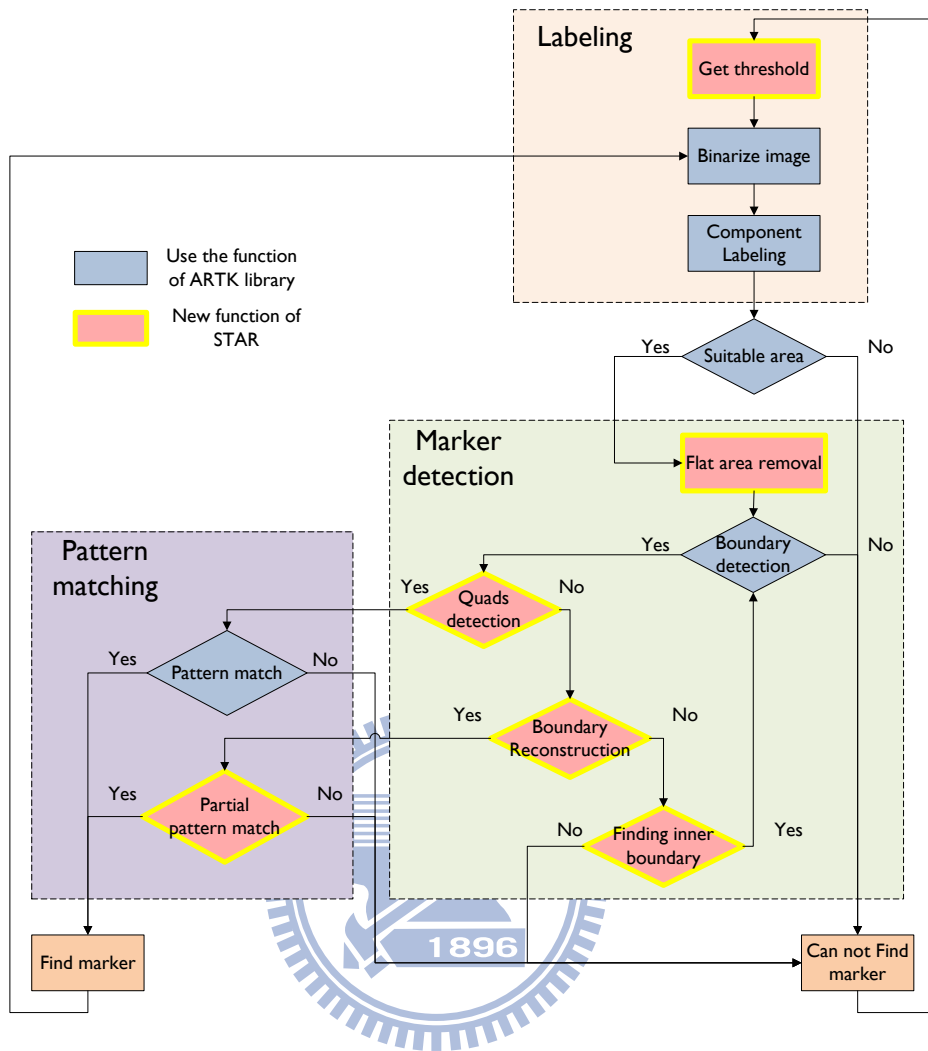 Labeling
Get threshold
Binarize image
Component
Labeling
Use the function
of ARTK library
New function of
STAR
Yes
Suitable area
No
Marker
detection
Flat area removal
Boundary
detection
Yes
No
Pattern
matching
Yes
Quads
detection
No
Yes
Pattern match
No
Yes
Boundary
Reconstruction
No
Yes
Partial
pattern match
No
No
Finding inner
boundary
Yes
1896
Find marker
Can not Find
marker